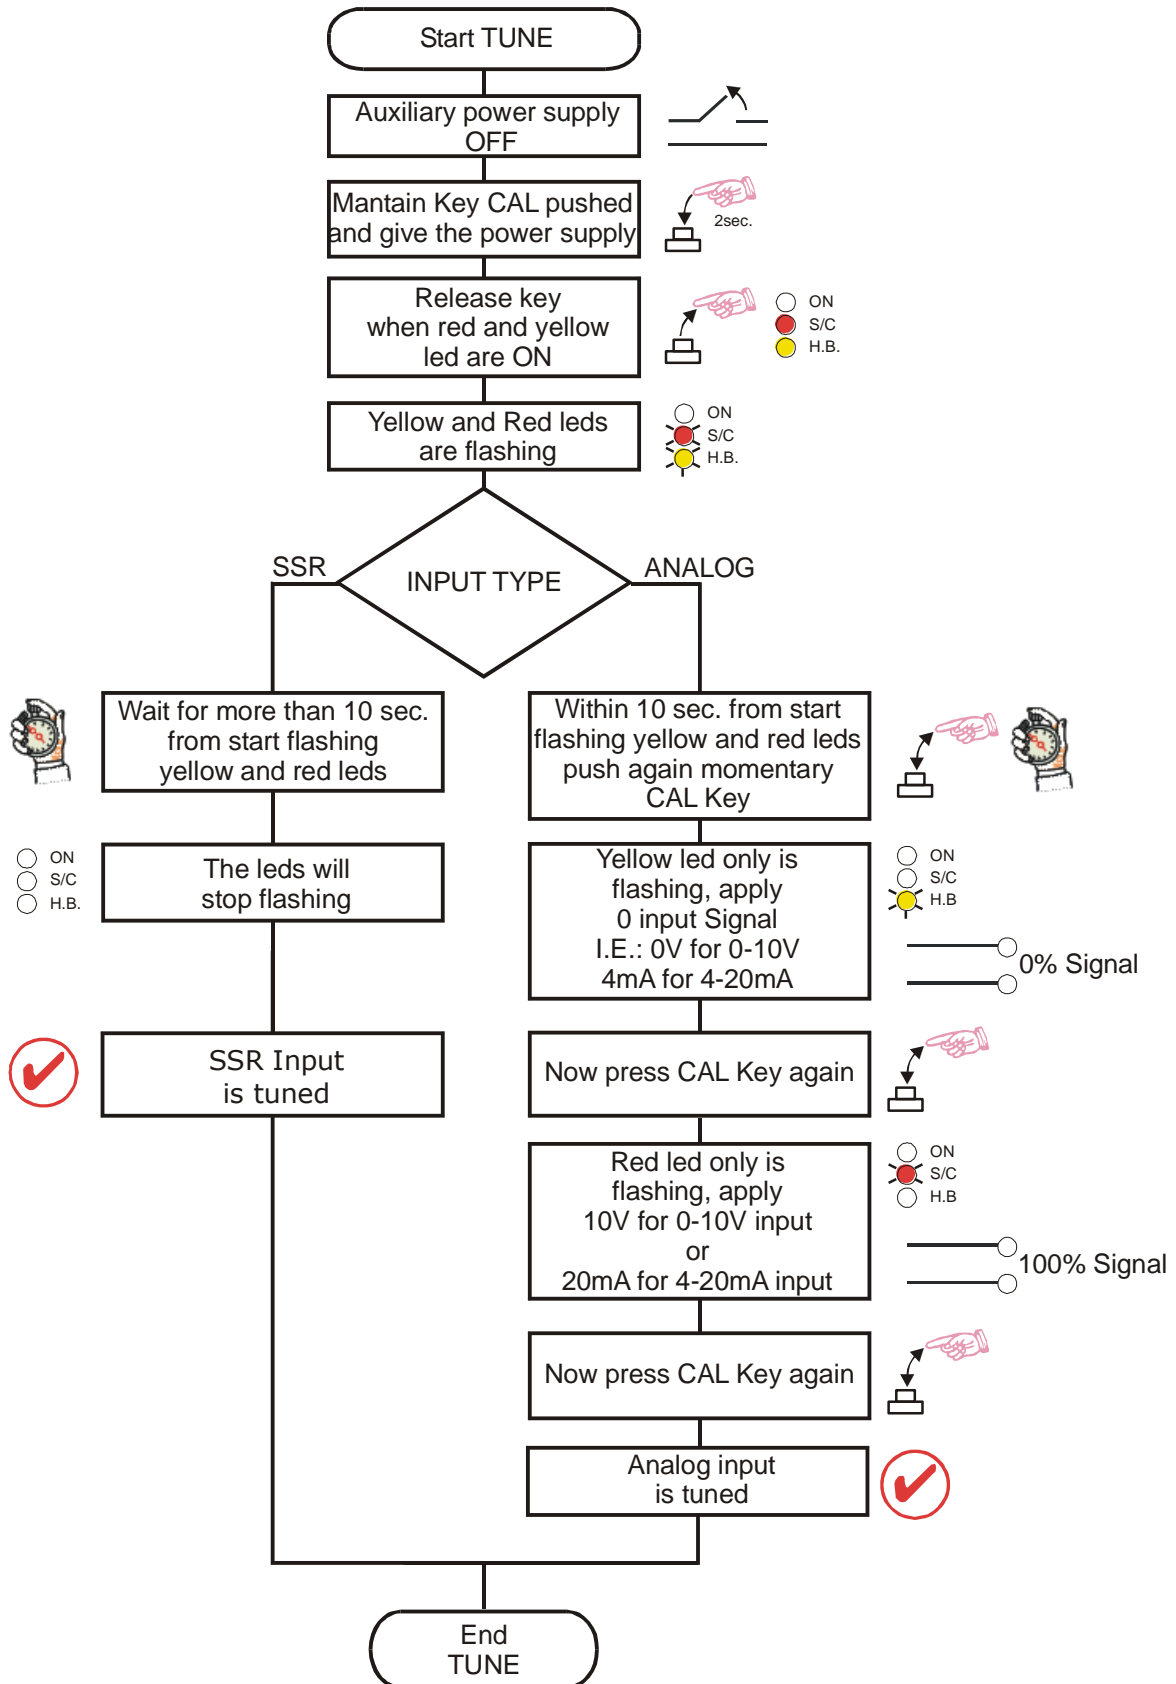 Start TUNE
Auxiliary power supply
OFF
Mantain Key CAL pushed
and give the power supply
2sec.
Release key
when red and yellow
led are ON
ON
S/C
H.B.
Yellow and Red leds
are flashing
ON
S/C
H.B.
SSR
INPUT TYPE
ANALOG
Wait for more than 10 sec.
from start flashing
yellow and red leds
ON
S/C
H.B.
The leds will
stop flashing
SSR Input
is tuned
Within 10 sec. from start
flashing yellow and red leds
push again momentary
CAL Key
Yellow led only is
flashing, apply
0 input Signal
I.E.: 0V for 0-10V
4mA for 4-20mA
ON
S/C
H.B
0% Signal
Now press CAL Key again
Red led only is
flashing, apply
10V for 0-10V input
or
20mA for 4-20mA input
ON
S/C
H.B
100% Signal
Now press CAL Key again
Analog input
is tuned
End
TUNE